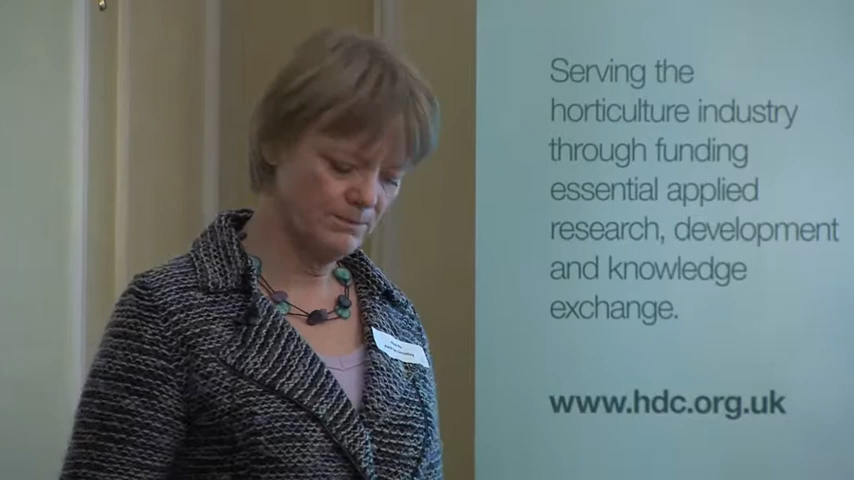 Serving the
horticulture industry
through funding
essential applied
research, development
and knowledge
exchange.
www.hdc.org.uk